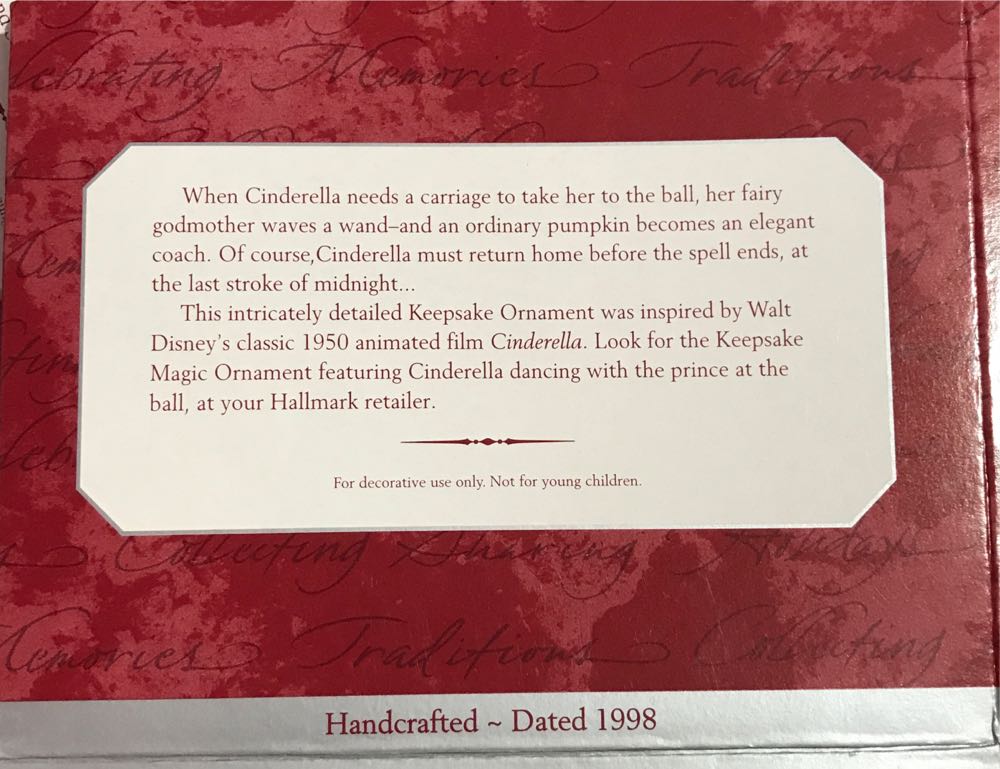 lebrating Memories Traditions
When Cinderella needs a carriage to take her to the ball, her fairy
godmother waves a wand–and an ordinary pumpkin becomes an elegant
coach. Of course,Cinderella must return home before the spell ends, at
the last stroke of midnight...
This intricately detailed Keepsake Ornament was inspired by Walt
Disney's classic 1950 animated film Cinderella. Look for the Keepsake
Magic Ornament featuring Cinderella dancing with the prince at the
ball, at your Hallmark retailer.
For decorative use only. Not for young children.
Collecting Sharing Holidays
Memories Traditions Collecting
Handcrafted ~ Dated 1998